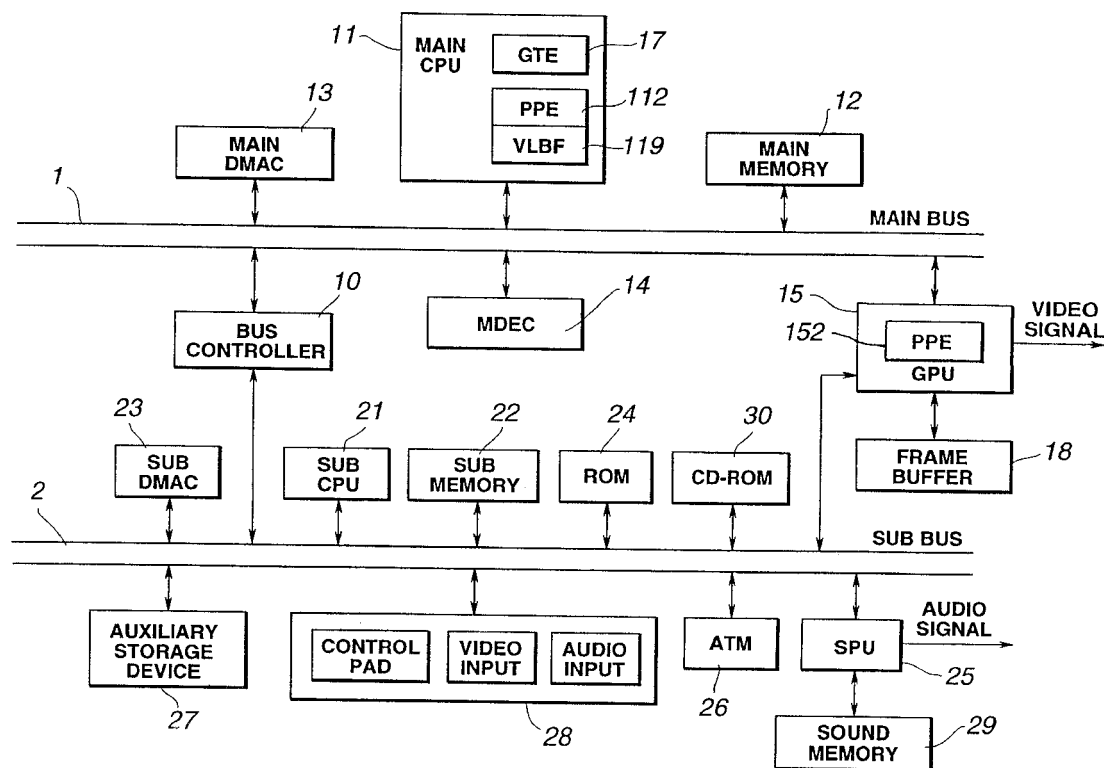 11
MAIN
CPU
GTE
17
PPE
112
VLBF
119
13
MAIN
DMAC
12
MAIN
MEMORY
1
MAIN BUS
10
BUS
CONTROLLER
MDEC
14
15
152
PPE
GPU
VIDEO
SIGNAL
23
SUB
DMAC
21
SUB
CPU
22
SUB
MEMORY
24
ROM
30
CD-ROM
FRAME
BUFFER
18
2
SUB BUS
AUXILIARY
STORAGE
DEVICE
27
CONTROL
PAD
VIDEO
INPUT
AUDIO
INPUT
28
ATM
26
SPU
25
AUDIO
SIGNAL
SOUND
MEMORY
29